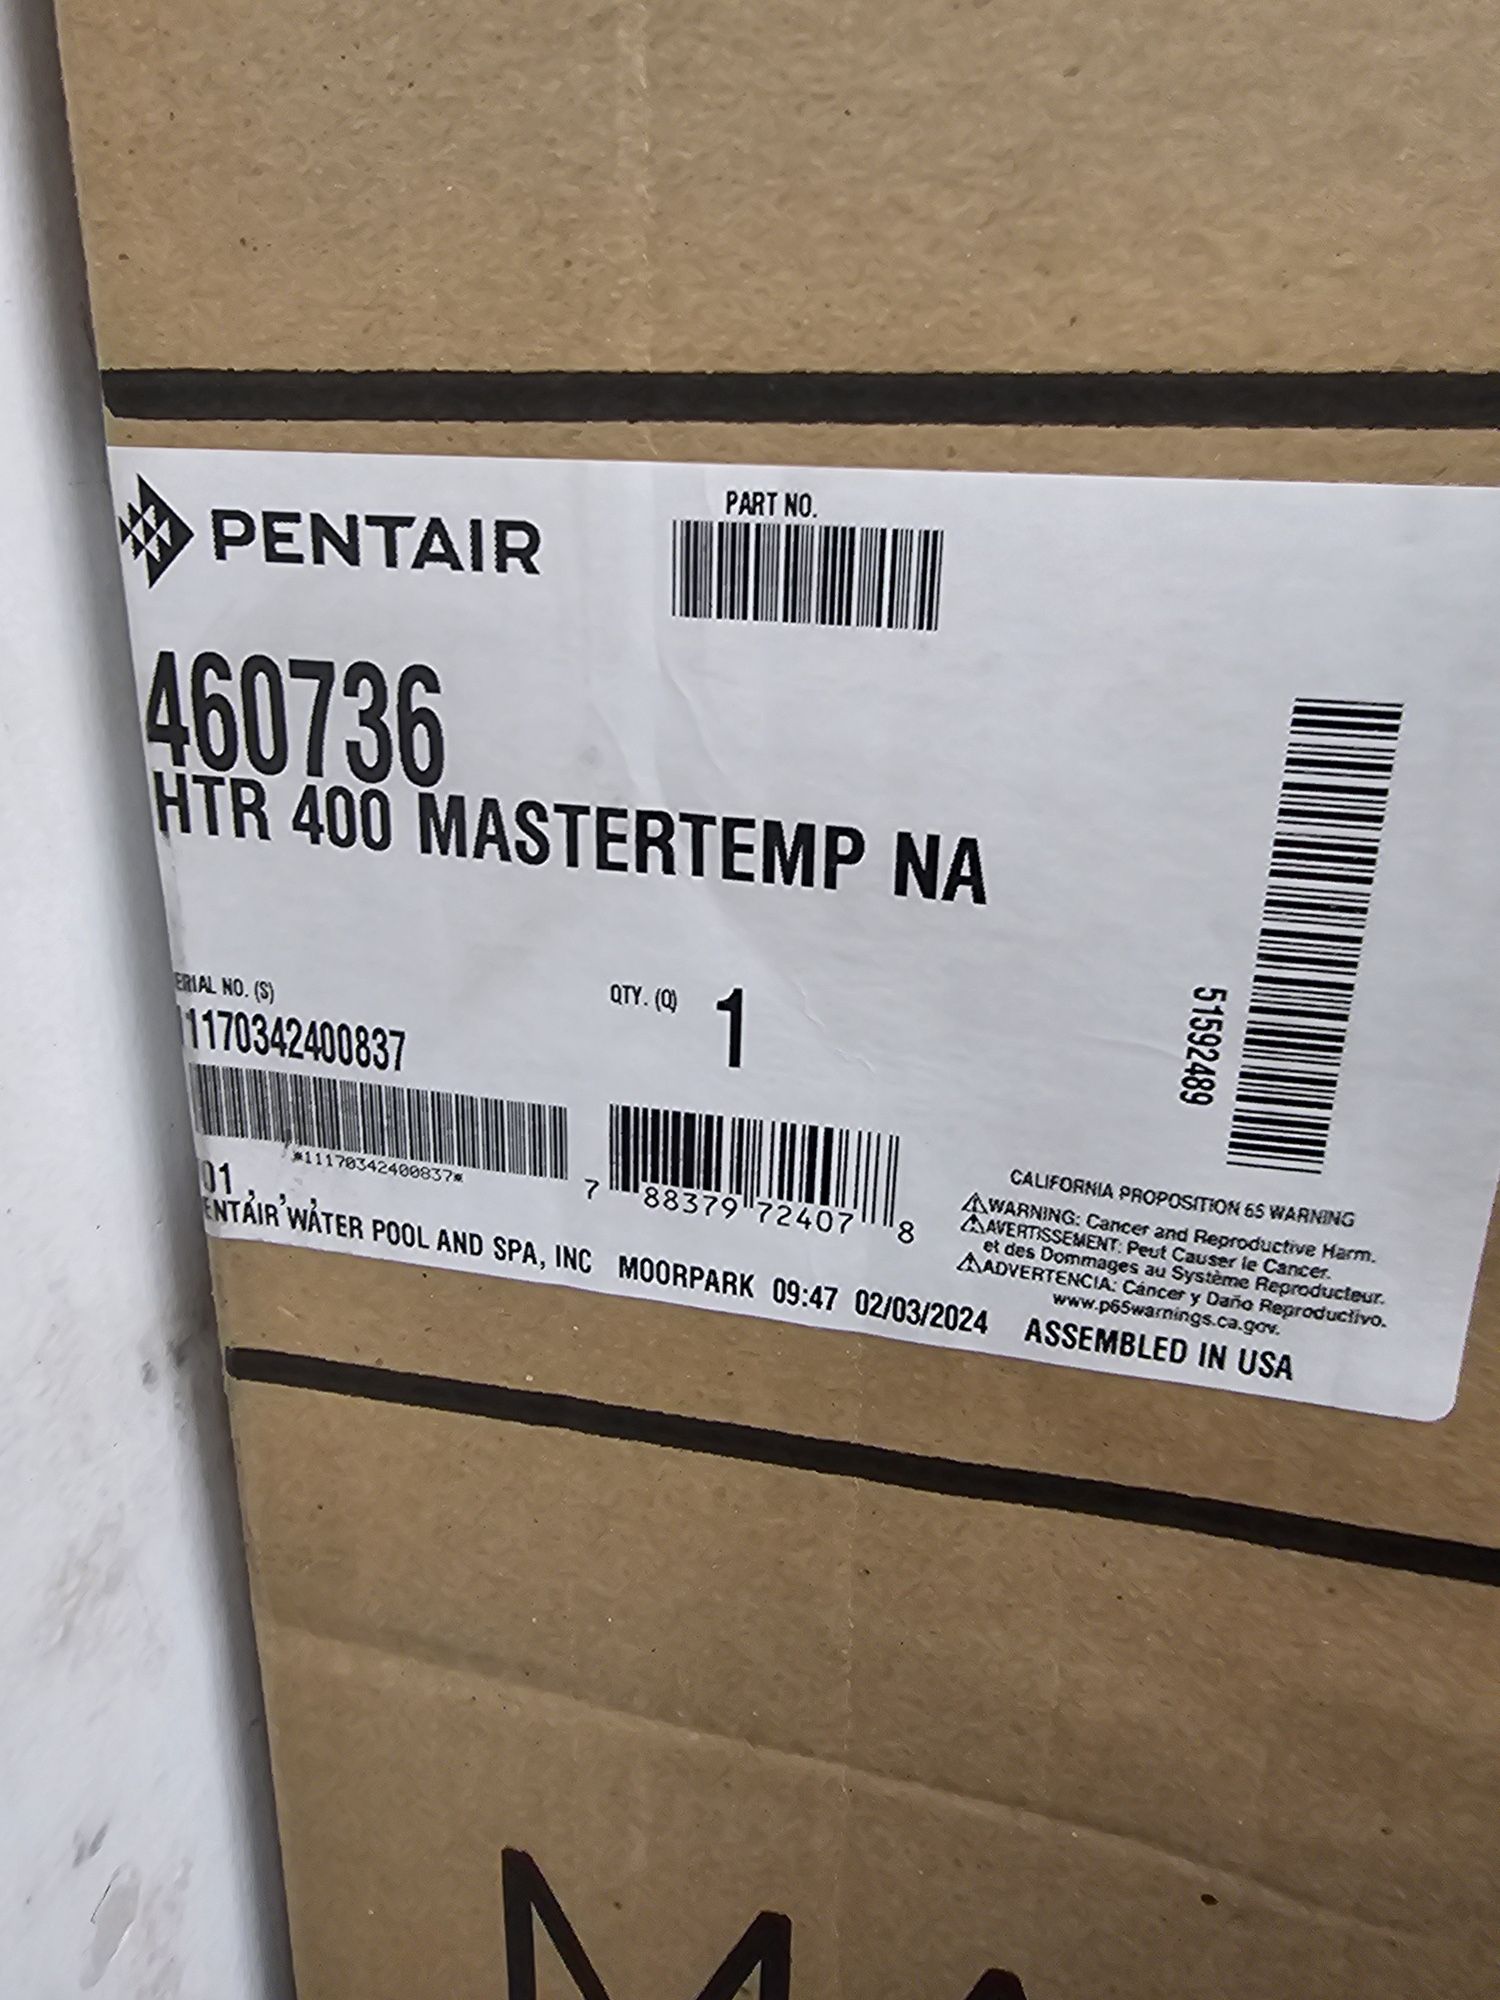 PENTAIR
PART NO.
460736
HTR 400 MASTERTEMP NA
ERIAL NO. (S)
11170342400837
QTY. (Q) 1
*11170342400837*
7 88379 72407 8
51592489
01 , , ,
ENTAIR WATER POOL AND SPA, INC MOORPARK 09:47 02/03/2024
CALIFORNIA PROPOSITION 65 WARNING
⚠WARNING: Cancer and Reproductive Harm.
⚠AVERTISSEMENT: Peut Causer le Cancer.
et des Dommages au Système Reproducteur.
⚠ADVERTENCIA: Cáncer y Daño Reproductivo.
www.p65warnings.ca.gov.
ASSEMBLED IN USA